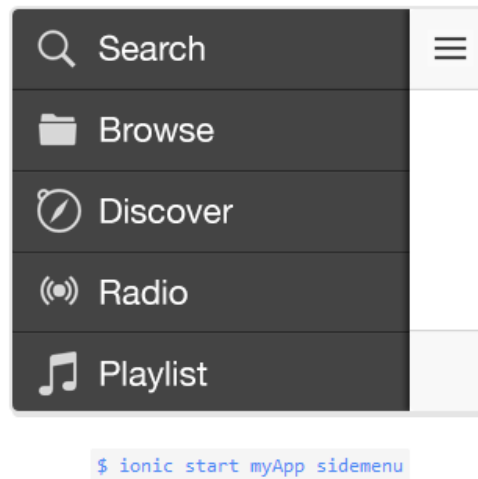 Search
Browse
Discover
Radio
Playlist
$ ionic start myApp sidemenu